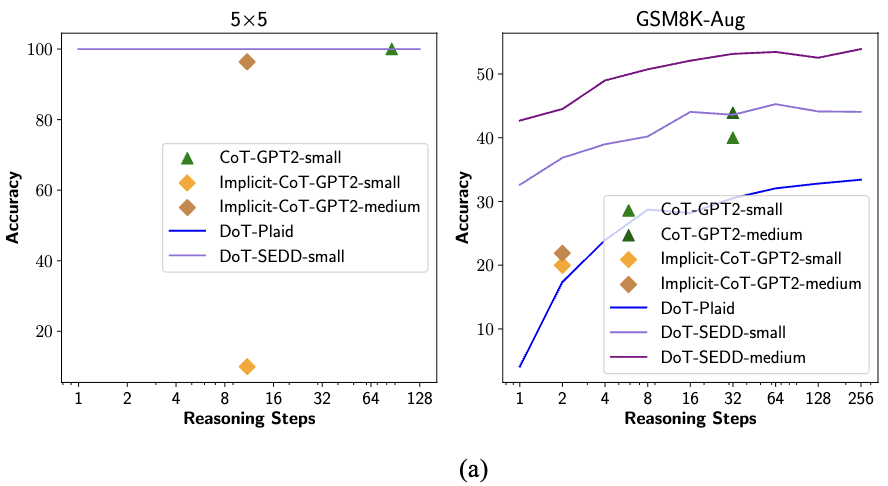 5×5
100
80
60
40
20
Accuracy
CoT-GPT2-small
Implicit-CoT-GPT2-small
Implicit-CoT-GPT2-medium
DoT-Plaid
DoT-SEDD-small
1 2 4 8 16 32 64 128
Reasoning Steps
GSM8K-Aug
50
40
30
20
10
Accuracy
CoT-GPT2-small
CoT-GPT2-medium
Implicit-CoT-GPT2-small
Implicit-CoT-GPT2-medium
DoT-Plaid
DoT-SEDD-small
DoT-SEDD-medium
1 2 4 8 16 32 64 128 256
Reasoning Steps
(a)